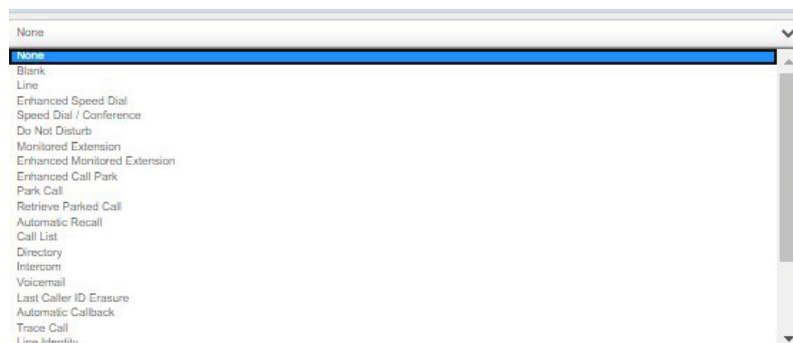 None
None
Blank
Line
Enhanced Speed Dial
Speed Dial / Conference
Do Not Disturb
Monitored Extension
Enhanced Monitored Extension
Enhanced Call Park
Park Call
Retrieve Parked Call
Automatic Recall
Call List
Directory
Intercom
Voicemail
Last Caller ID Erasure
Automatic Callback
Trace Call
Line Identity